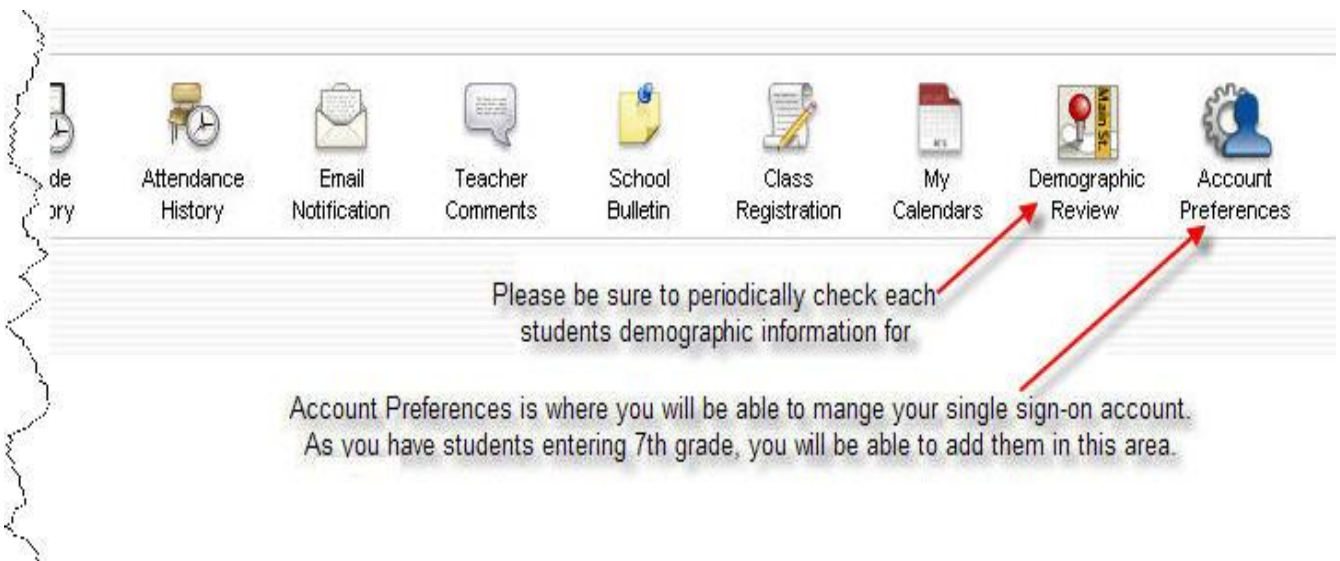 de
ory
Attendance
History
Email
Notification
Teacher
Comments
School
Bulletin
Class
Registration
My
Calendars
Main St.
Demographic
Review
Account
Preferences
Please be sure to periodically check each
students demographic information for
Account Preferences is where you will be able to mange your single sign-on account.
As you have students entering 7th grade, you will be able to add them in this area.